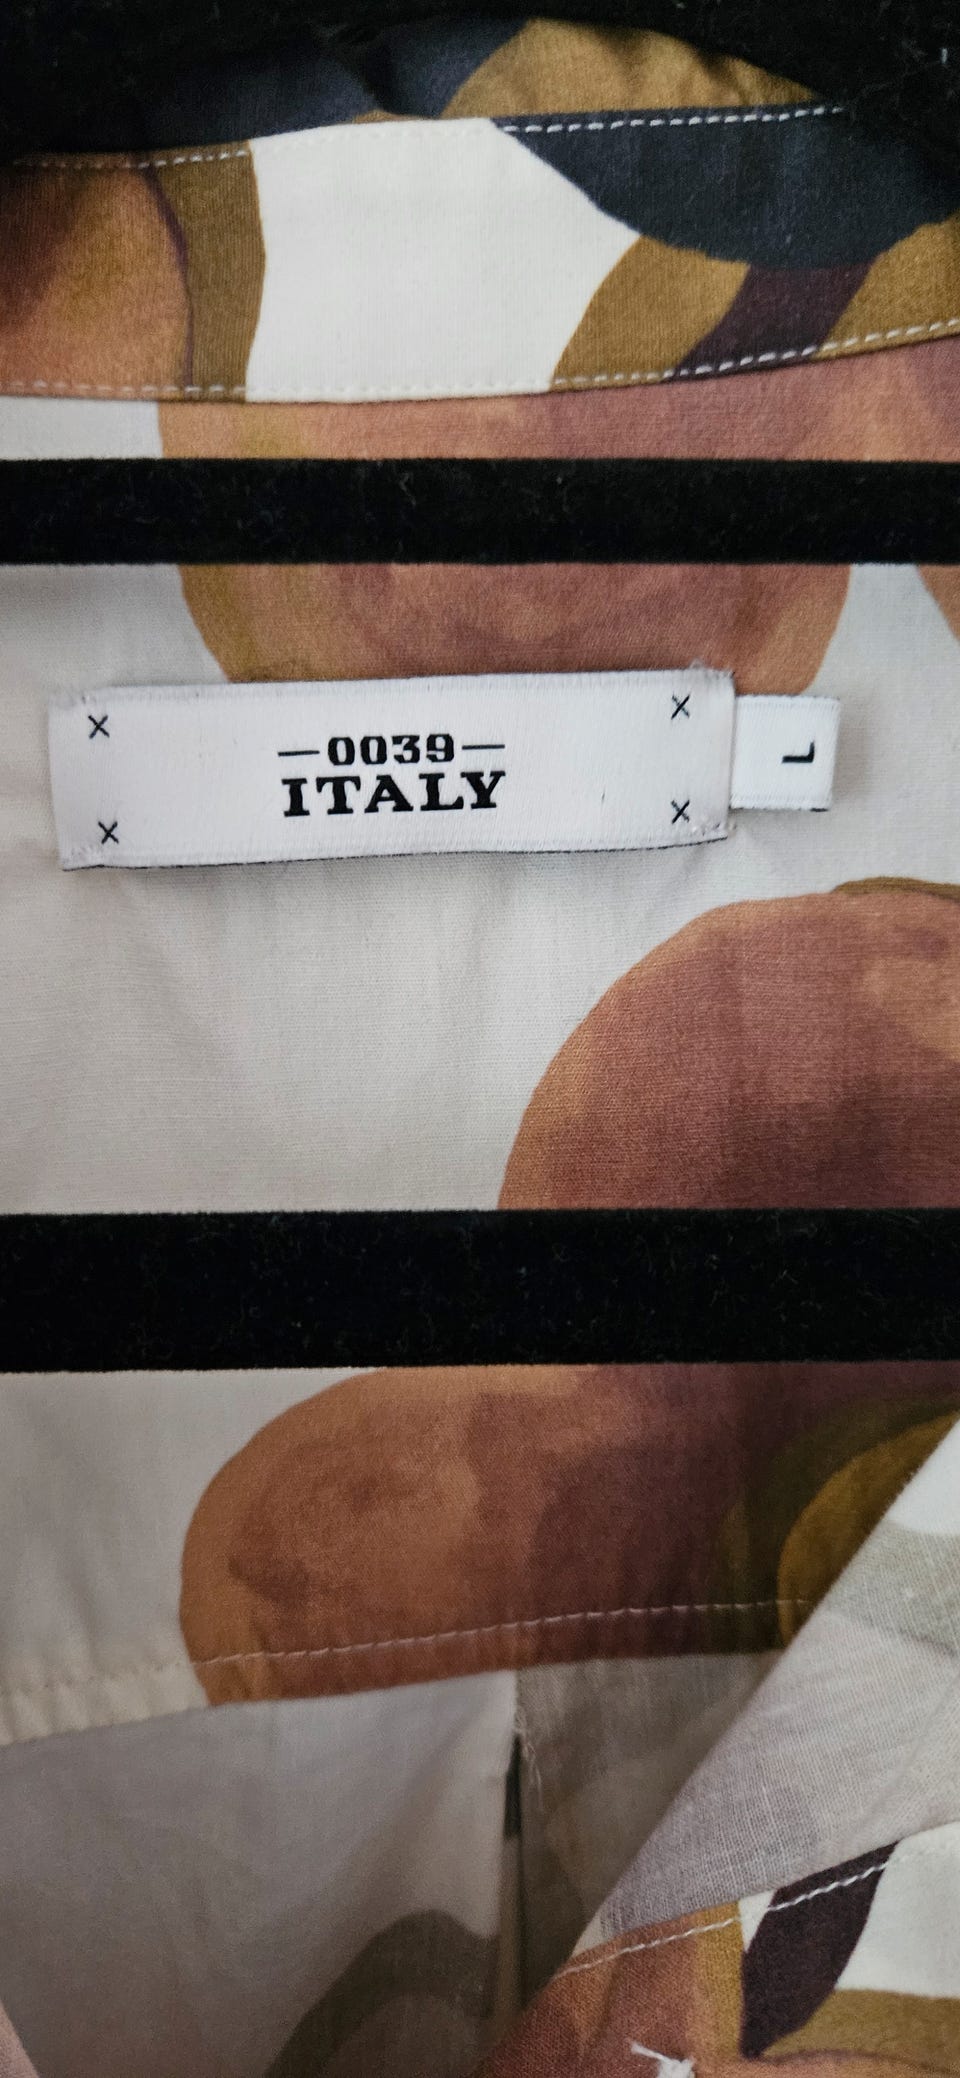 —0039—
ITALY
L